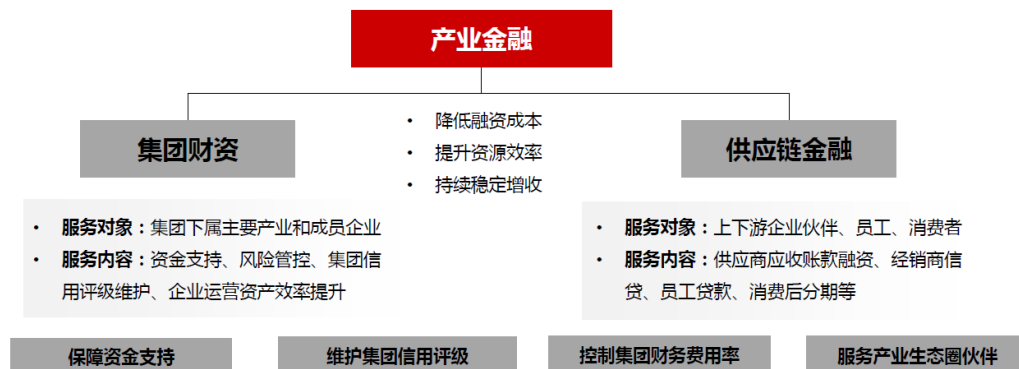 产业金融
• 降低融资成本
• 提升资源效率
• 持续稳定增收
集团财资
供应链金融
• 服务对象：集团下属主要产业和成员企业
• 服务内容：资金支持、风险管控、集团信
用评级维护、企业运营资产效率提升
• 服务对象：上下游企业伙伴、员工、消费者
• 服务内容：供应商应收账款融资、经销商信
贷、员工贷款、消费后分期等
保障资金支持
维护集团信用评级
控制集团财务费用率
服务产业生态圈伙伴